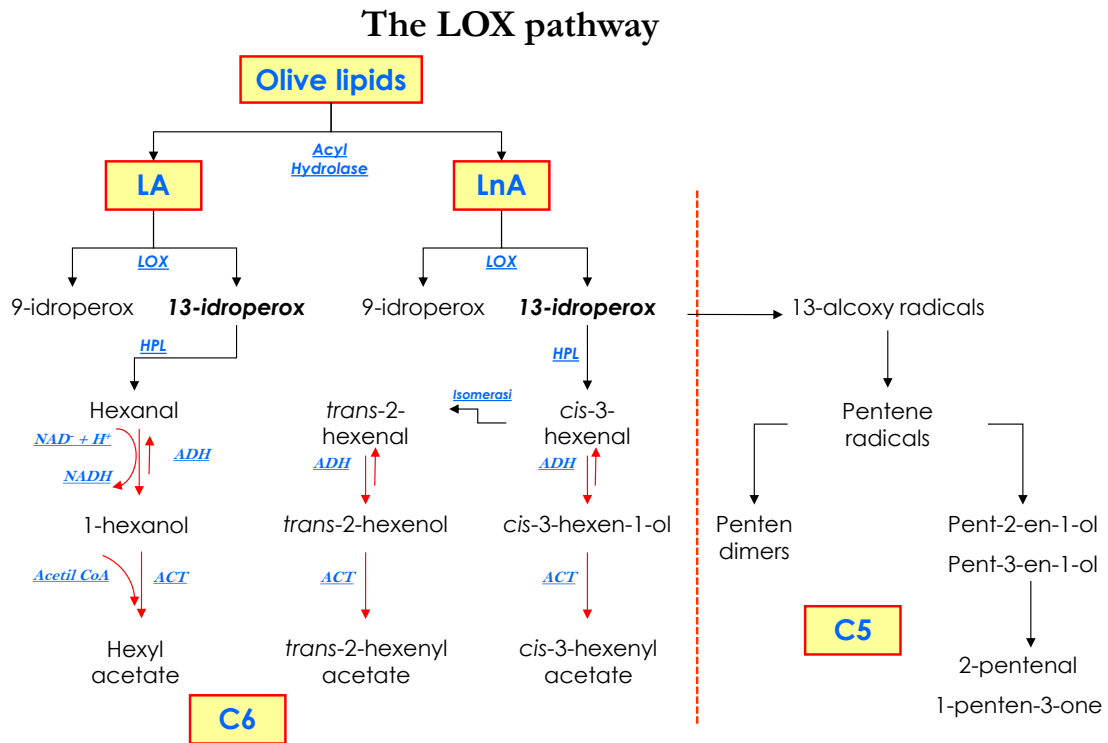 The LOX pathway
Olive lipids
Acyl
Hydrolase
LA
LnA
LOX
LOX
9-idroperox
13-idroperox
9-idroperox
13-idroperox
13-alcoxy radicals
HPL
HPL
Hexanal
trans-2-
hexenal
Isomerasi
cis-3-
hexenal
Pentene
radicals
NAD⁻ + H⁺
NADH
ADH
ADH
ADH
1-hexanol
trans-2-hexenol
cis-3-hexen-1-ol
Penten
dimers
Pent-2-en-1-ol
Pent-3-en-1-ol
Acetil CoA
ACT
ACT
ACT
Hexyl
acetate
trans-2-hexenyl
acetate
cis-3-hexenyl
acetate
C5
2-pentenal
1-penten-3-one
C6